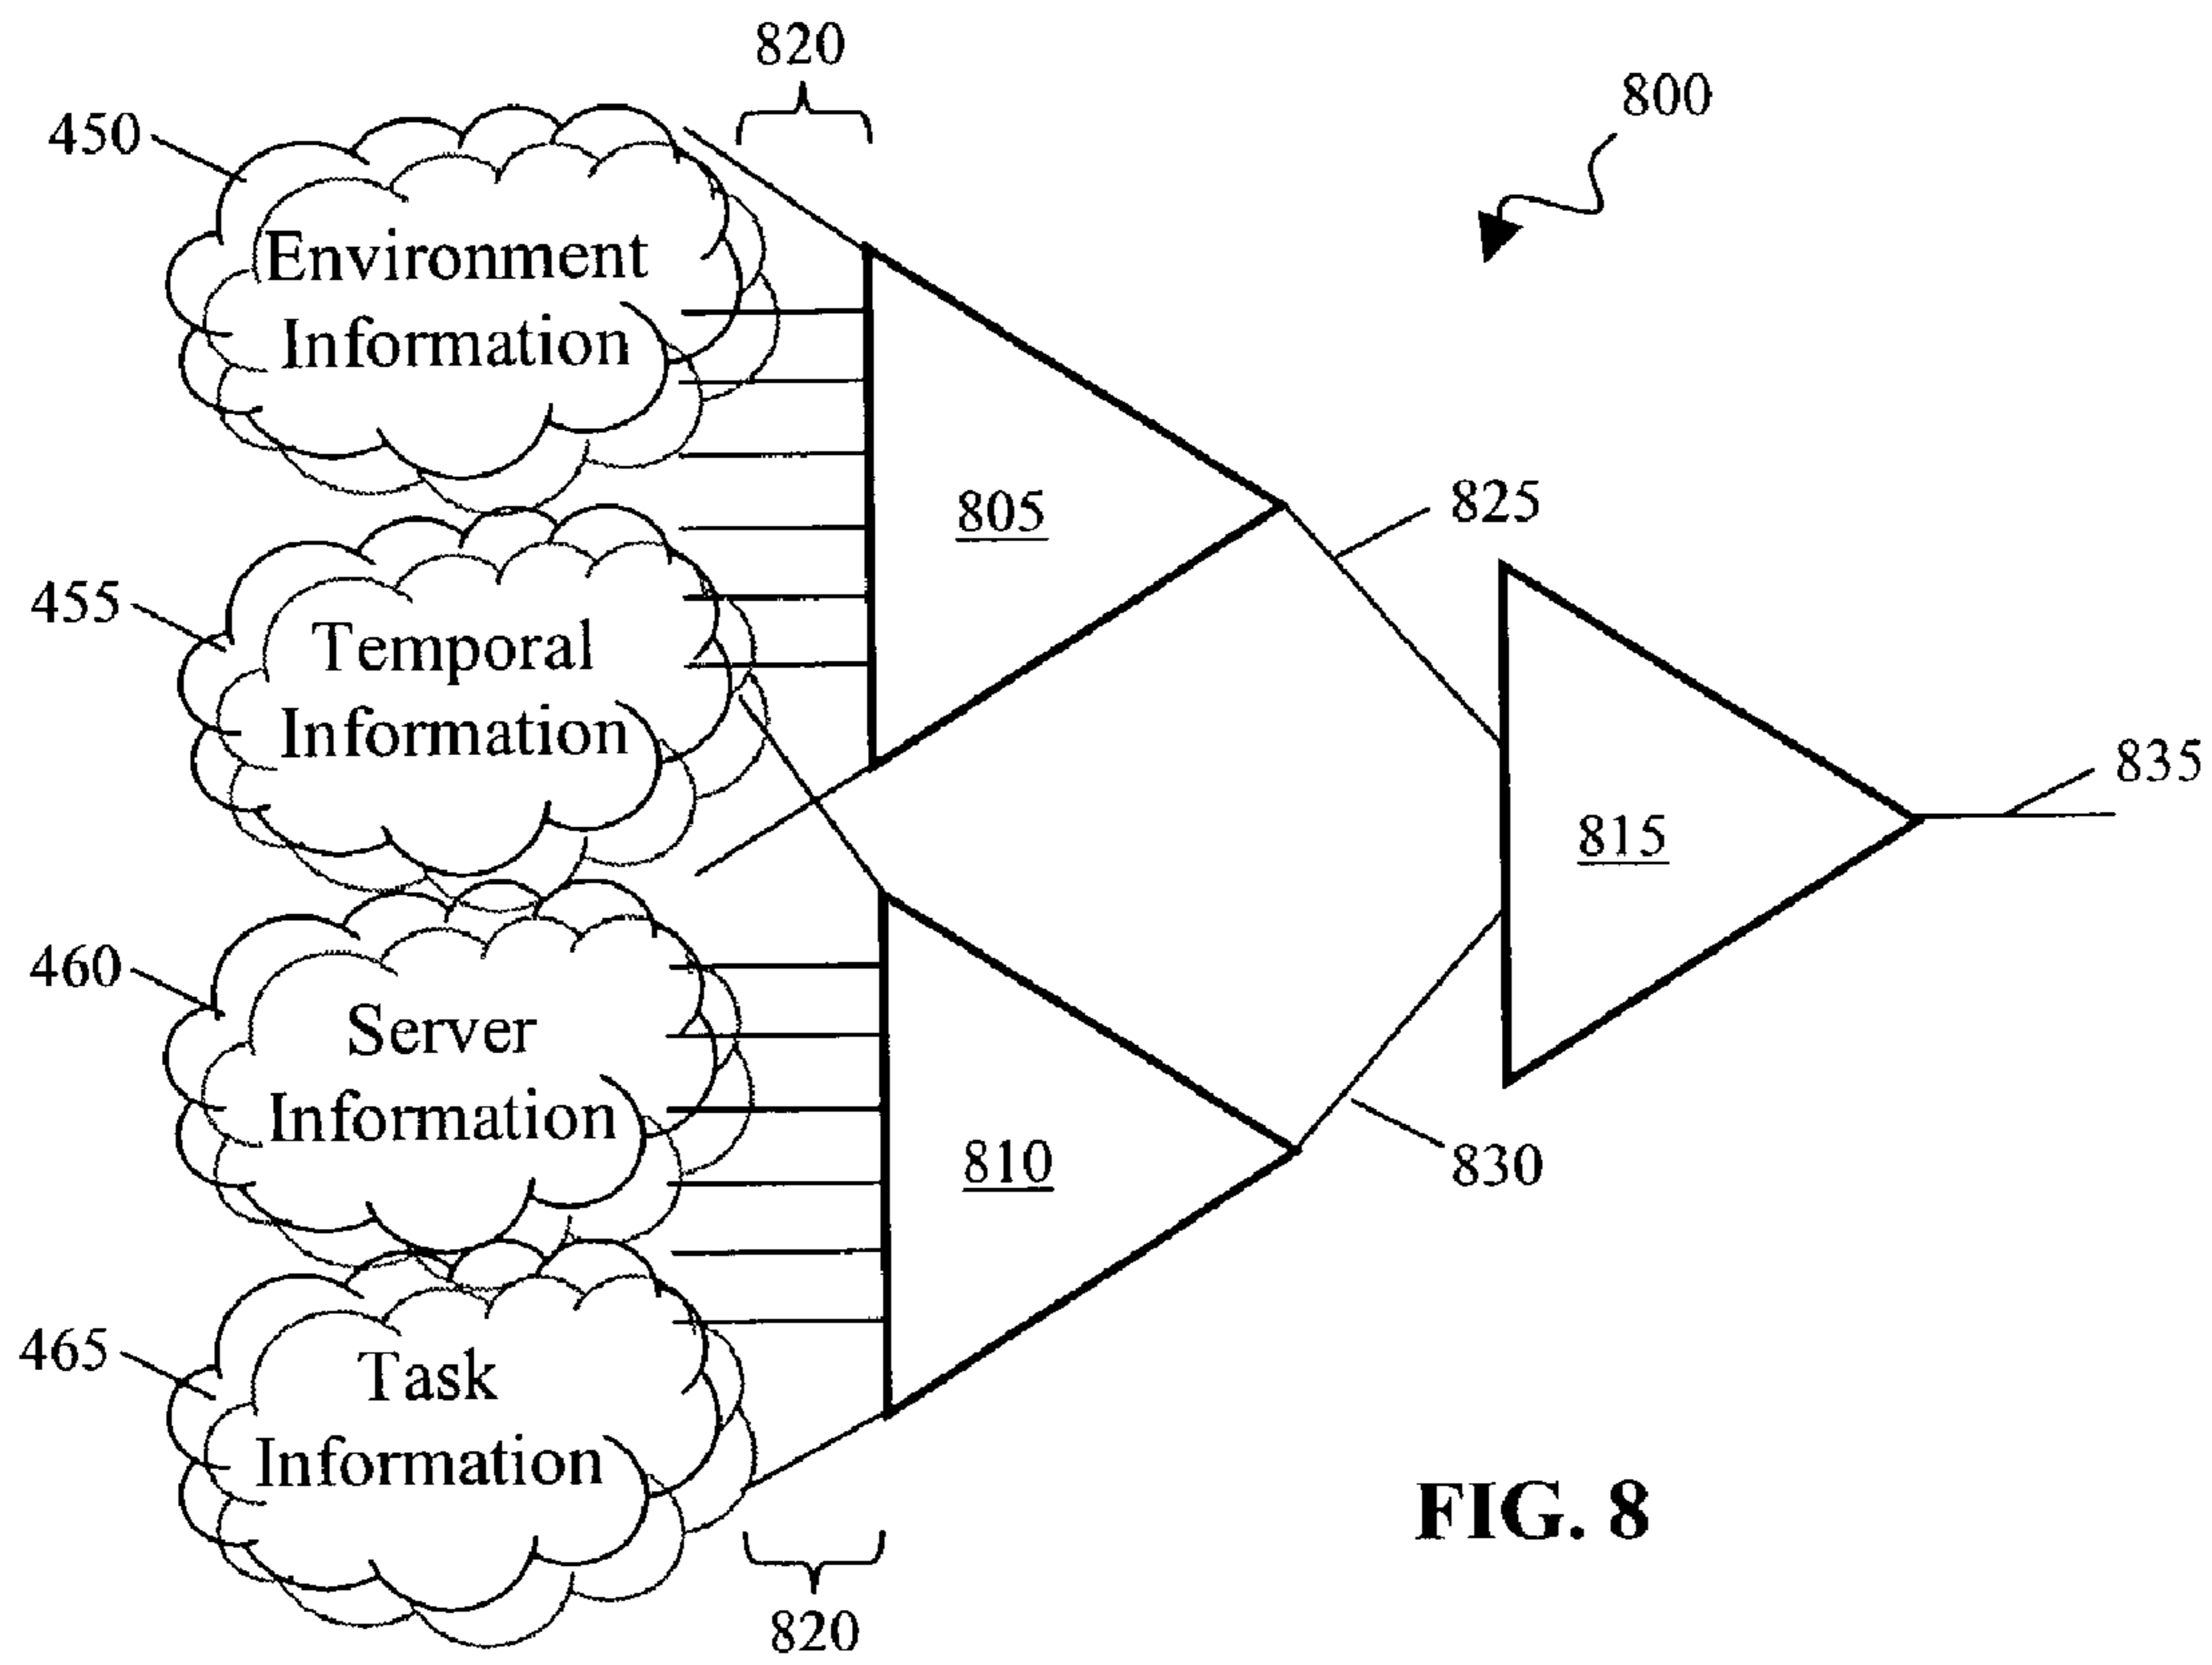 820
800
450
Environment
Information
805
825
455
Temporal
Information
835
815
460
Server
Information
810
830
465
Task
Information
FIG. 8
820